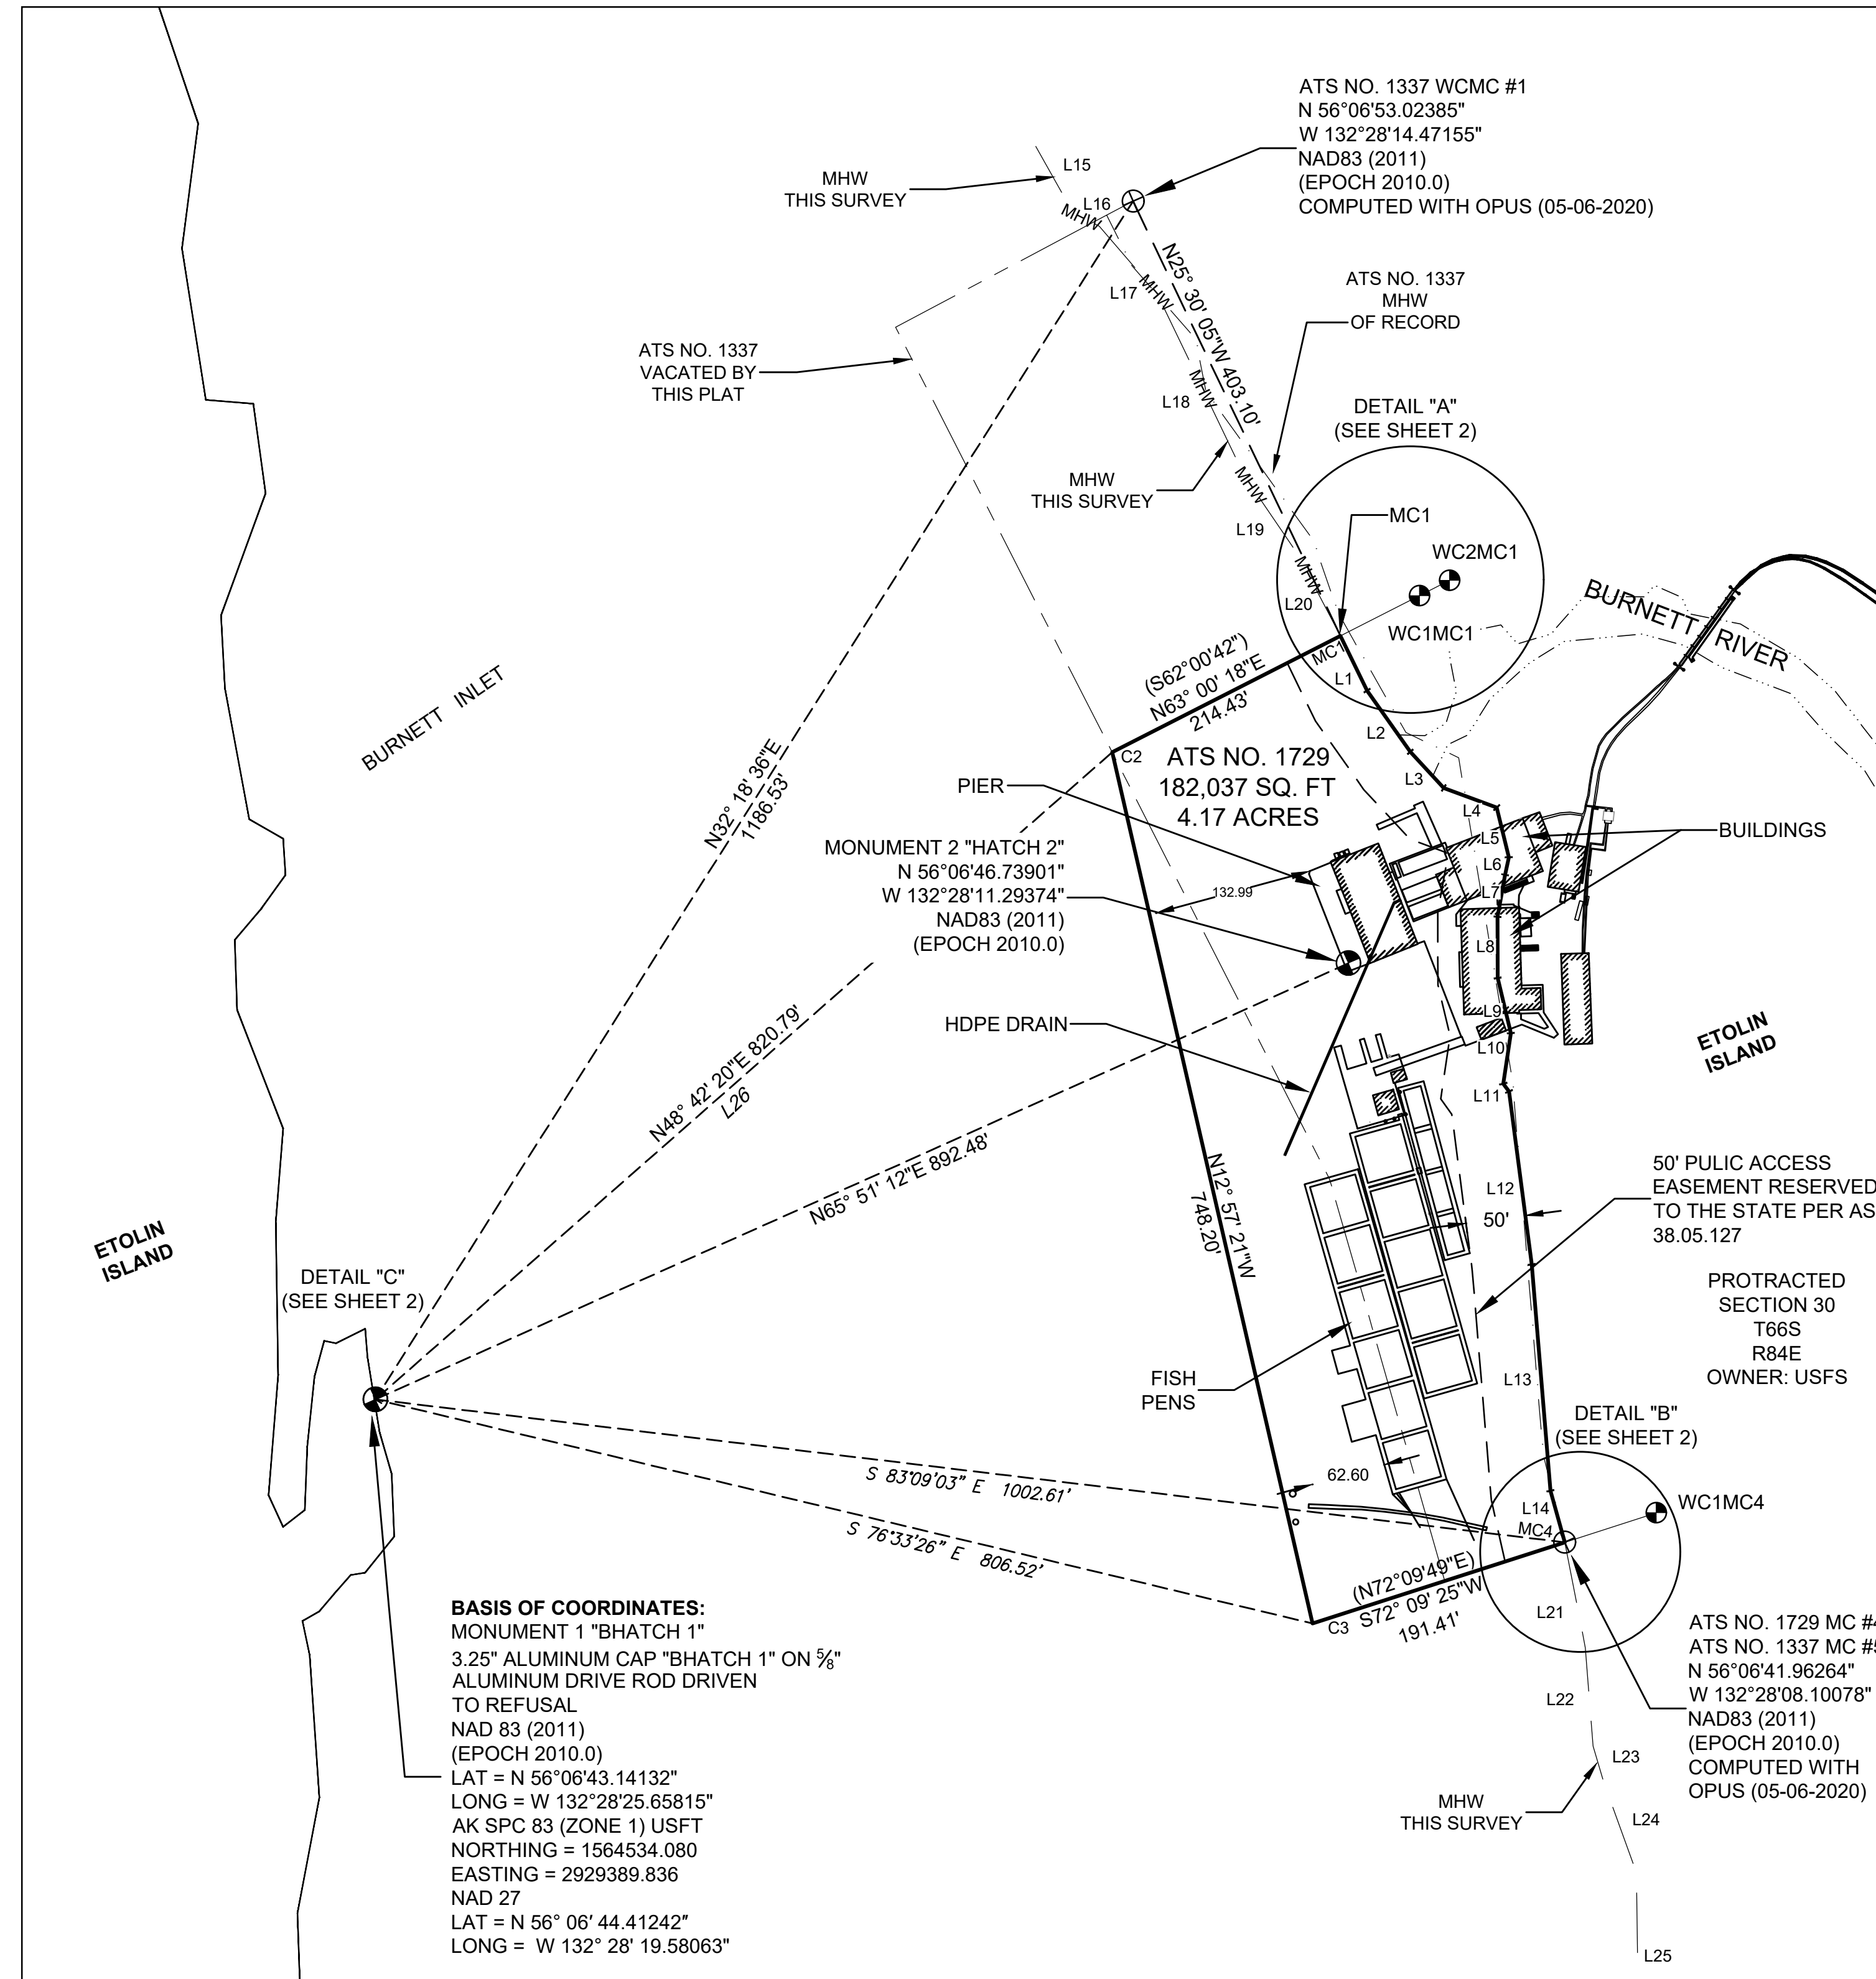 ATS NO. 1337 WCMC #1
N 56°06'53.02385"
W 132°28'14.47155"
NAD83 (2011)
(EPOCH 2010.0)
COMPUTED WITH OPUS (05-06-2020)
L15
MHW
THIS SURVEY
L16
MHW
N25° 30' 05"W 403.10'
ATS NO. 1337
MHW
OF RECORD
L17
MHW
ATS NO. 1337
VACATED BY
THIS PLAT
MHW
L18
DETAIL "A"
(SEE SHEET 2)
MHW
THIS SURVEY
MHW
L19
MC1
WC2MC1
MHW
L20
WC1MC1
BURNETT RIVER
MC1
L1
(S62°00'42")
N63° 00' 18"E
214.43'
BURNETT INLET
L2
C2
ATS NO. 1729
182,037 SQ. FT
4.17 ACRES
L3
PIER
L4
N32° 18' 36"E
1186.53'
L5
BUILDINGS
MONUMENT 2 "HATCH 2"
N 56°06'46.73901"
W 132°28'11.29374"
NAD83 (2011)
(EPOCH 2010.0)
132.99
L6
L7
L8
L9
HDPE DRAIN
L10
ETOLIN
ISLAND
N48° 42' 20"E 820.79'
L26
L11
N65° 51' 12"E 892.48'
N12° 57' 21"W
748.20'
50' PULIC ACCESS
EASEMENT RESERVED
TO THE STATE PER AS
38.05.127
L12
50'
ETOLIN
ISLAND
DETAIL "C"
(SEE SHEET 2)
PROTRACTED
SECTION 30
T66S
R84E
OWNER: USFS
FISH
PENS
L13
DETAIL "B"
(SEE SHEET 2)
62.60
S 83°09'03" E 1002.61'
L14
WC1MC4
MC4
S 76°33'26" E 806.52'
(N72°09'49"E)
S72° 09' 25"W
191.41'
C3
L21
BASIS OF COORDINATES:
MONUMENT 1 "BHATCH 1"
3.25" ALUMINUM CAP "BHATCH 1" ON ⅝"
ALUMINUM DRIVE ROD DRIVEN
TO REFUSAL
NAD 83 (2011)
(EPOCH 2010.0)
LAT = N 56°06'43.14132"
LONG = W 132°28'25.65815"
AK SPC 83 (ZONE 1) USFT
NORTHING = 1564534.080
EASTING = 2929389.836
NAD 27
LAT = N 56° 06' 44.41242"
LONG = W 132° 28' 19.58063"
ATS NO. 1729 MC #4
ATS NO. 1337 MC #5
N 56°06'41.96264"
W 132°28'08.10078"
NAD83 (2011)
(EPOCH 2010.0)
COMPUTED WITH
OPUS (05-06-2020)
L22
L23
MHW
THIS SURVEY
L24
L25